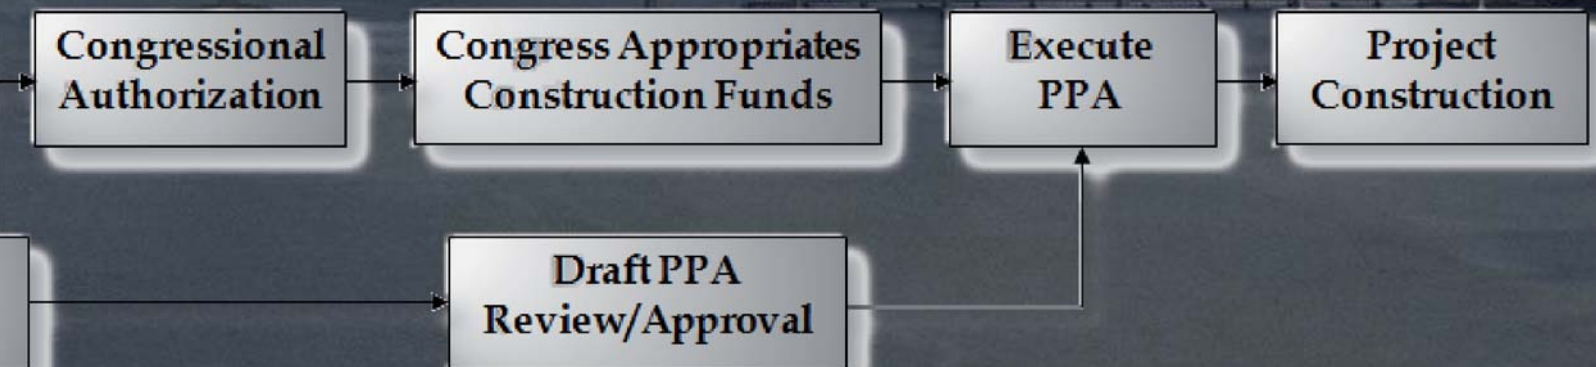 Congressional
Authorization
Congress Appropriates
Construction Funds
Execute
PPA
Project
Construction
Draft PPA
Review/Approval